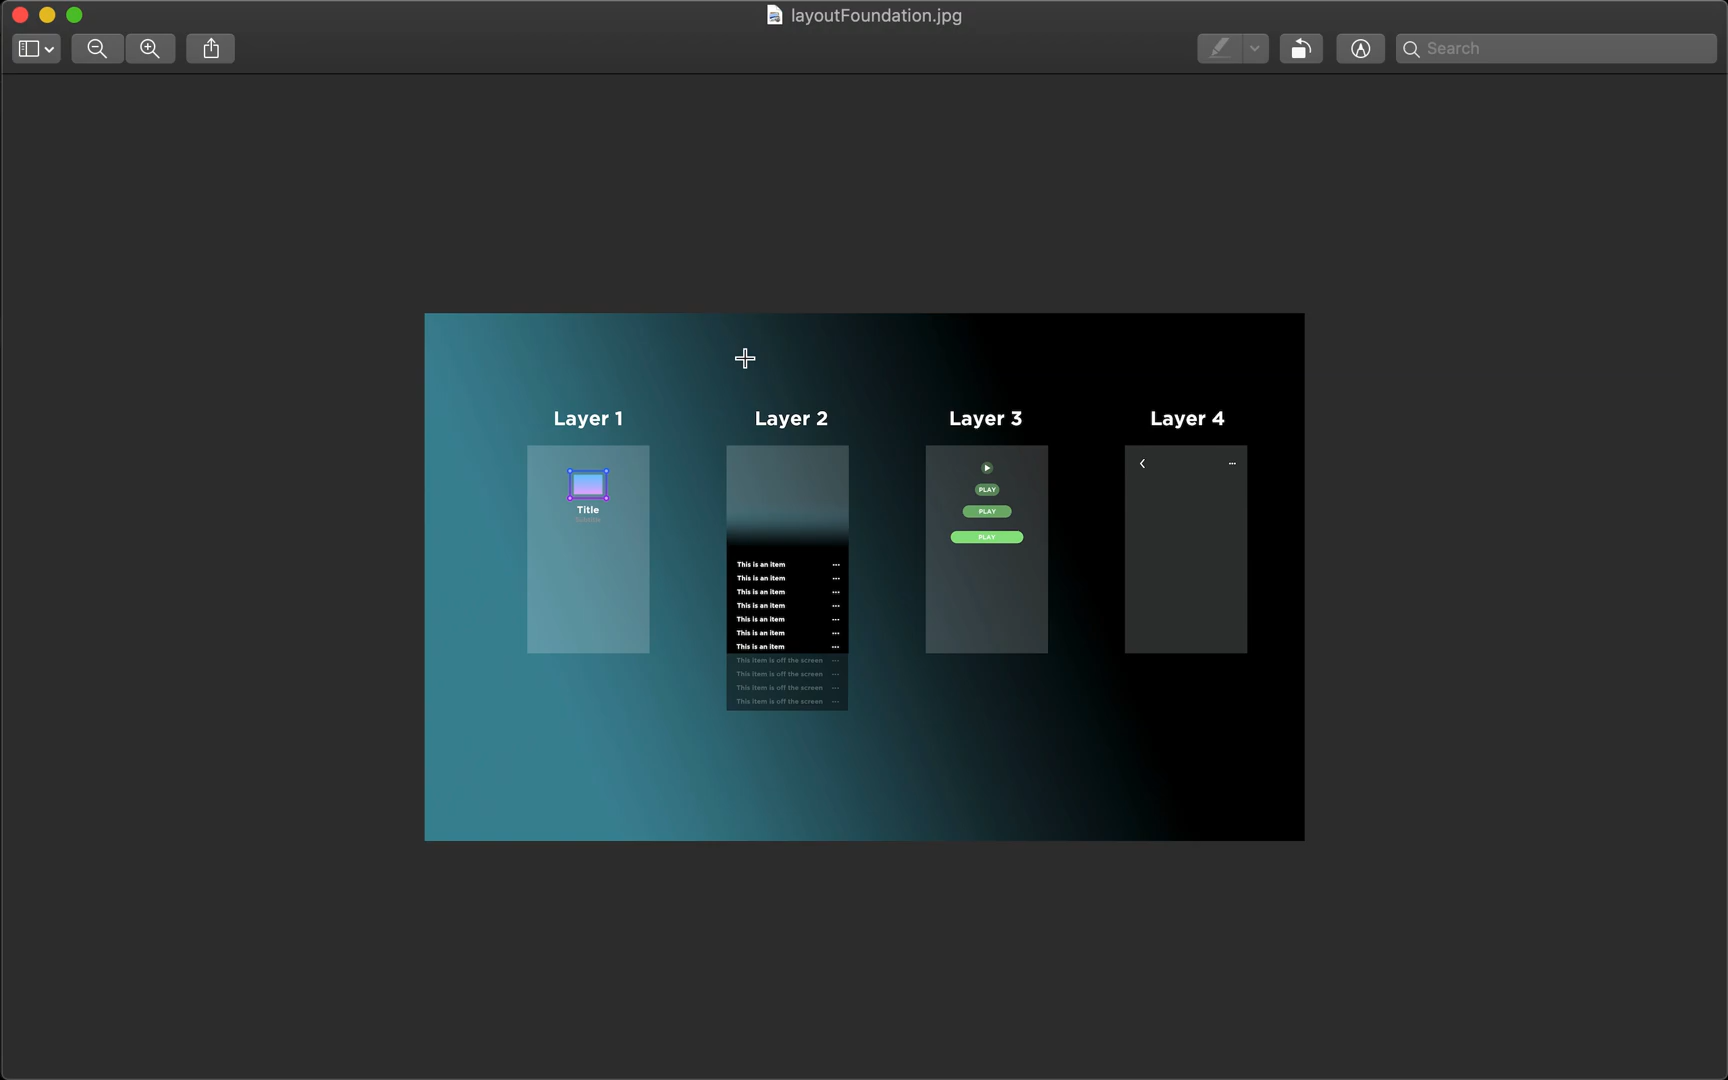 layoutFoundation.jpg
Search
Layer 1
Layer 2
Layer 3
Layer 4
Title
Subtitle
PLAY
PLAY
PLAY
This is an item
This is an item
This is an item
This is an item
This is an item
This is an item
This is an item
This item is off the screen
This item is off the screen
This item is off the screen
This item is off the screen